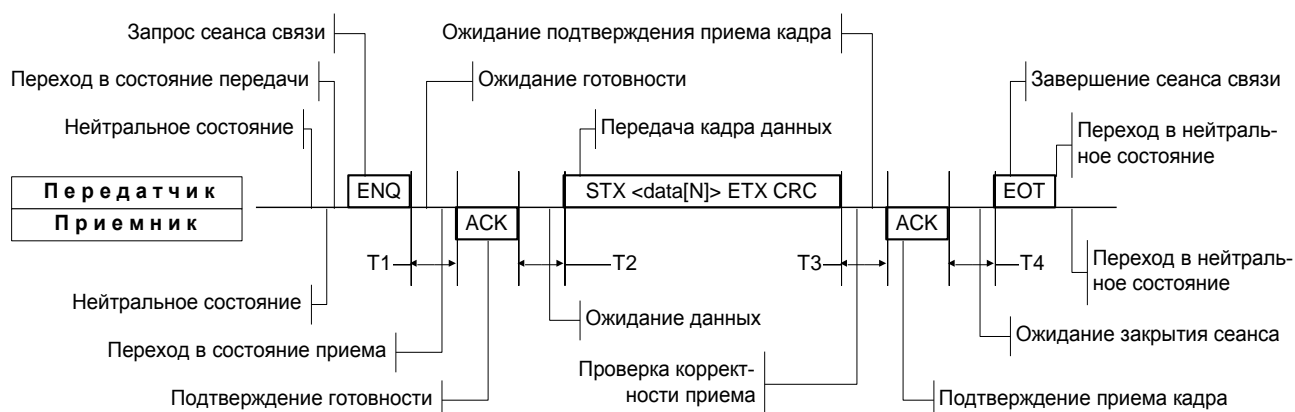 Запрос сеанса связи
Ожидание подтверждения приема кадра
Переход в состояние передачи
Ожидание готовности
Завершение сеанса связи
Нейтральное состояние
Передача кадра данных
Переход в нейтраль-
ное состояние
Передатчик
ENQ
STX <data[N]> ETX CRC
EOT
Приемник
ACK
ACK
T1
T2
T3
T4
Переход в нейтраль-
ное состояние
Нейтральное состояние
Ожидание данных
Ожидание закрытия сеанса
Переход в состояние приема
Проверка коррект-
ности приема
Подтверждение готовности
Подтверждение приема кадра